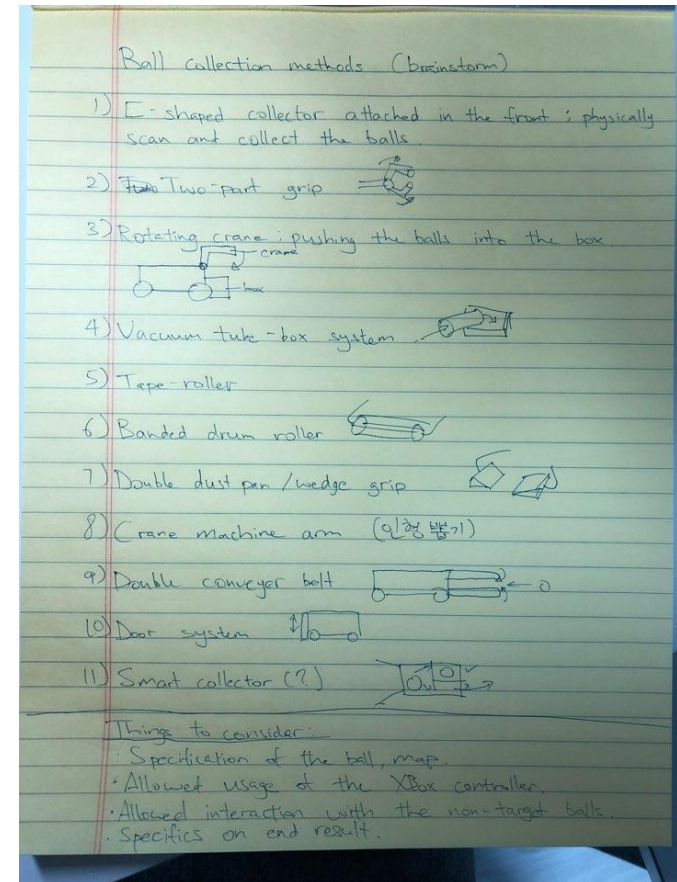 Ball collection methods (brainstorm)
1) C-shaped collector attached in the front ; physically
scan and collect the balls.
2) Two-part grip
3) Rotating crane ; pushing the balls into the box.
crane
box
4) Vacuum tube-box system
5) Tape-roller
6) Banded drum roller
7) Double dust pan / wedge grip
8) Crane machine arm (인형 뽑기)
9) Double conveyer belt
10) Door system
11) Smart collector (?)
Things to consider:
· Specification of the ball, map.
· Allowed usage of the XBox controller.
· Allowed interaction with the non-target balls.
· Specifics on end result.